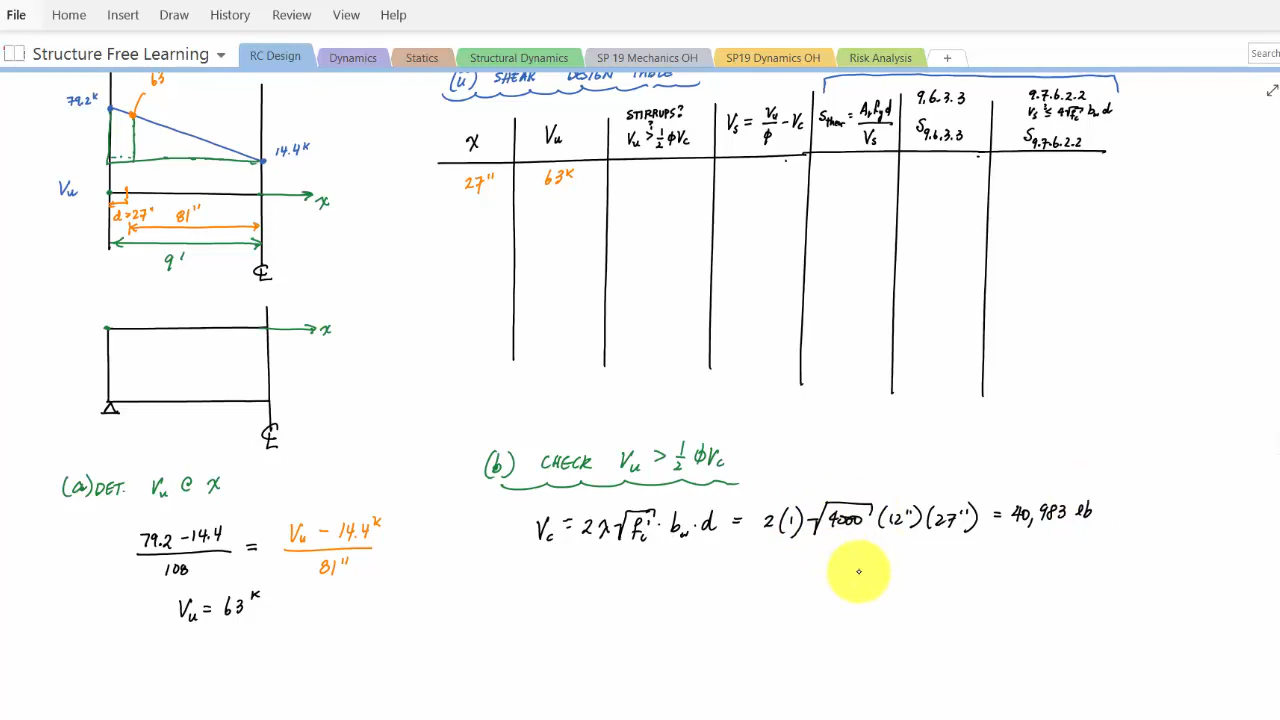 File Home Insert Draw History Review View Help
Structure Free Learning RC Design Dynamics Statics Structural Dynamics SP 19 Mechanics OH SP19 Dynamics OH Risk Analysis + Search
(ii) SHEAR DESIGN TABLE
x
Vu
STIRRUPS?
Vu >? 1/2 ϕVc
Vs = Vu/ϕ - Vc
Stheor = Av fy d / Vs
9.6.3.3
S9.6.3.3
9.7.6.2.2
Vs ≤? 4√f'c bw d
S9.7.6.2.2
27"
63K
63
79.2K
14.4K
Vu
x
d = 27"
81"
9'
℄
x
℄
(a) DET. Vu @ x
79.2 - 14.4 / 108 = Vu - 14.4K / 81"
Vu = 63K
(b) CHECK Vu > 1/2 ϕVc
Vc = 2λ√f'c · bw · d = 2(1)√4000 (12")(27") = 40,983 lb